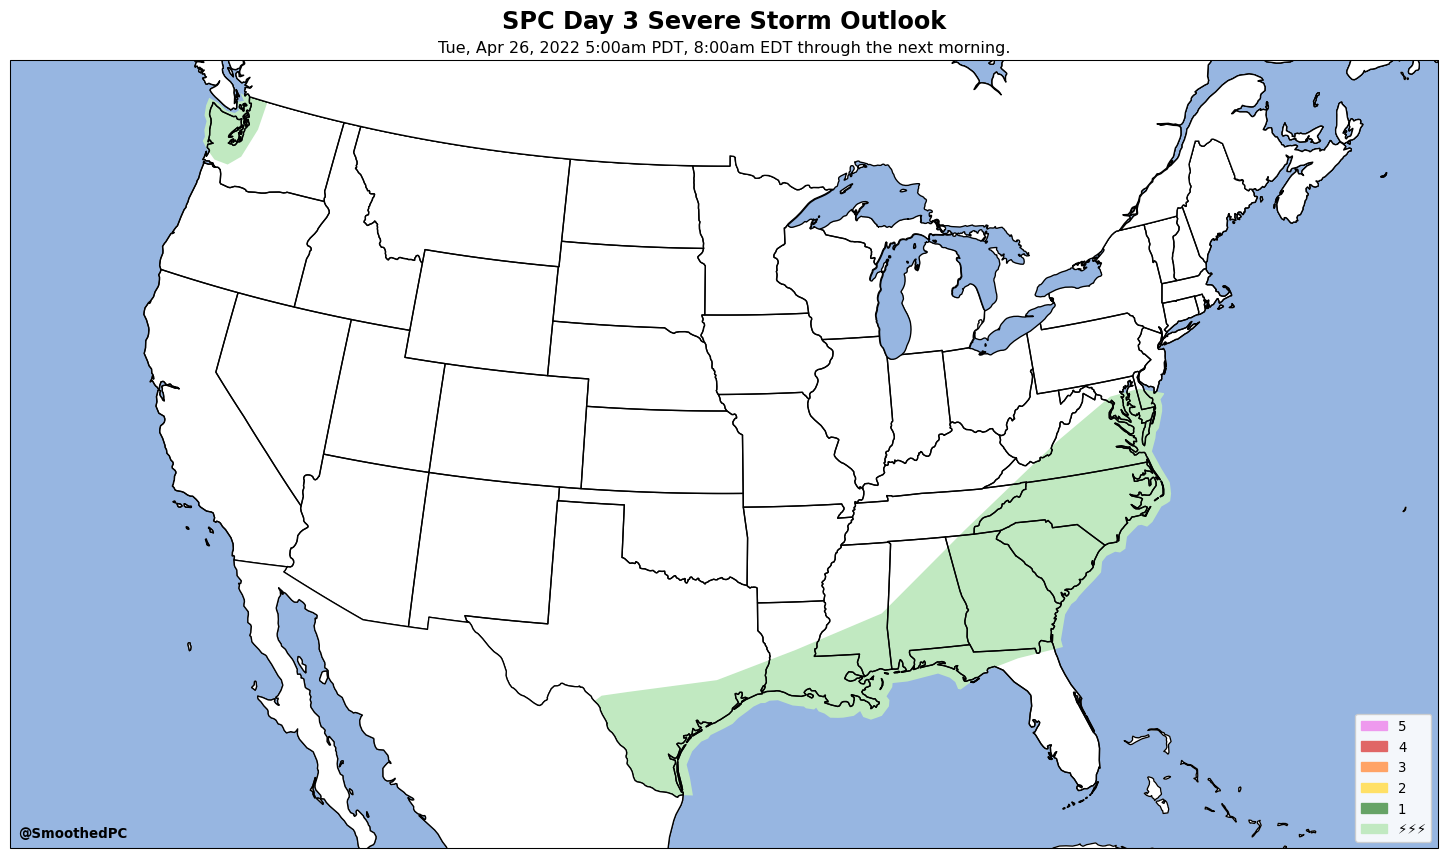 SPC Day 3 Severe Storm Outlook
Tue, Apr 26, 2022 5:00am PDT, 8:00am EDT through the next morning.
5
4
3
2
1
⚡⚡⚡
@SmoothedPC